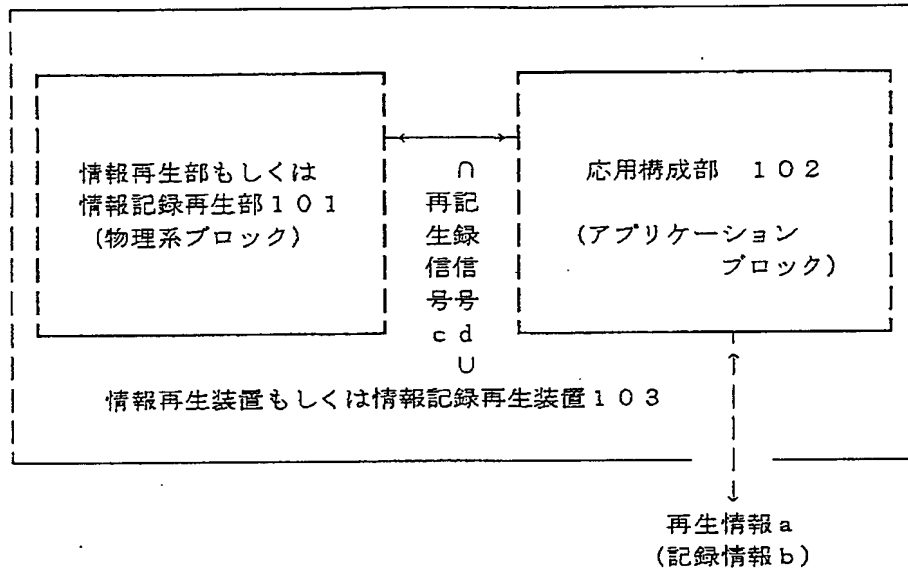 情報再生部もしくは
情報記録再生部101
(物理系ブロック)
(記録信号d)
再生信号c
応用構成部 102
(アプリケーション
ブロック)
情報再生装置もしくは情報記録再生装置103
再生情報a
(記録情報b)